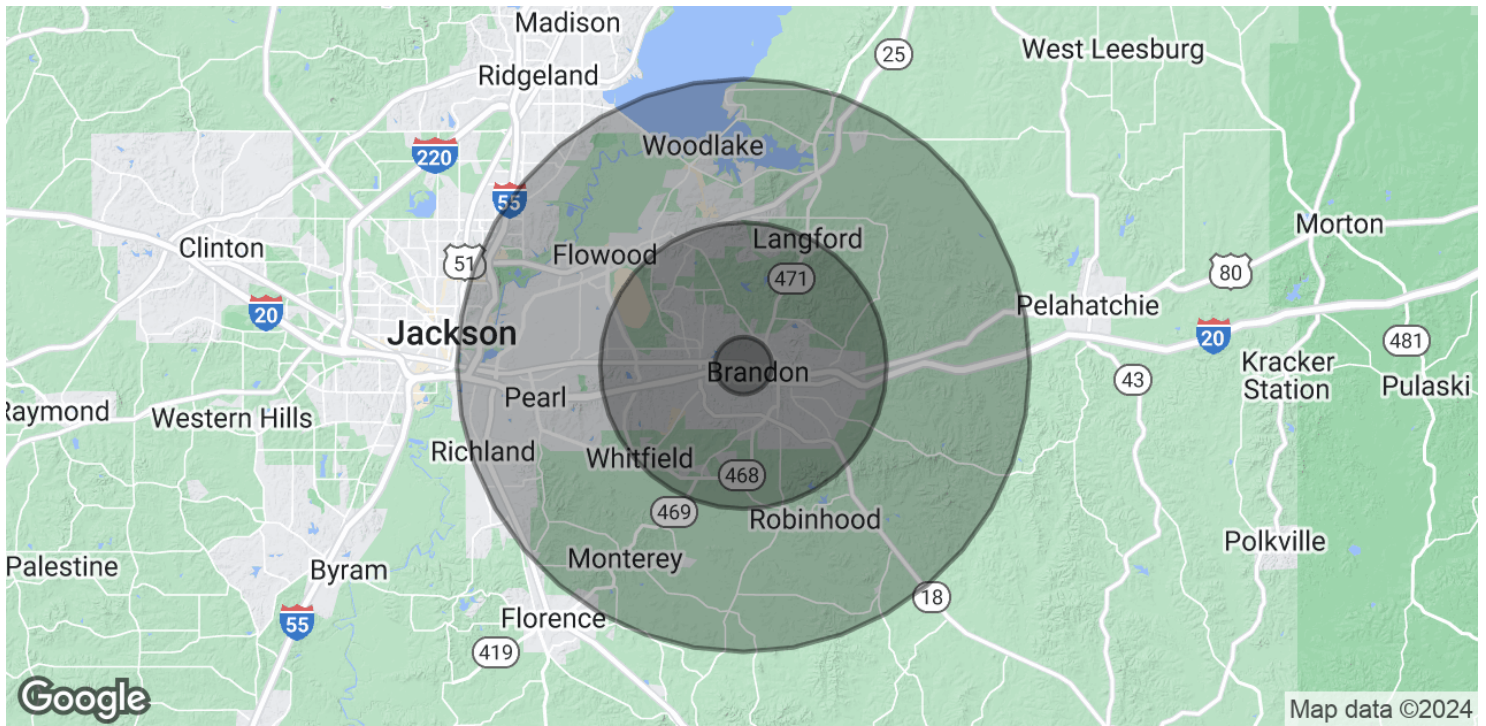 Madison
25
West Leesburg
Ridgeland
Woodlake
220
55
Morton
Langford
Clinton
Flowood
51
471
80
Pelahatchie
20
Jackson
20
481
Brandon
Kracker
Station
43
Pulaski
Pearl
Raymond
Western Hills
Richland
Whitfield
468
469
Robinhood
Polkville
Monterey
Palestine
Byram
18
55
Florence
419
Google
Map data ©2024